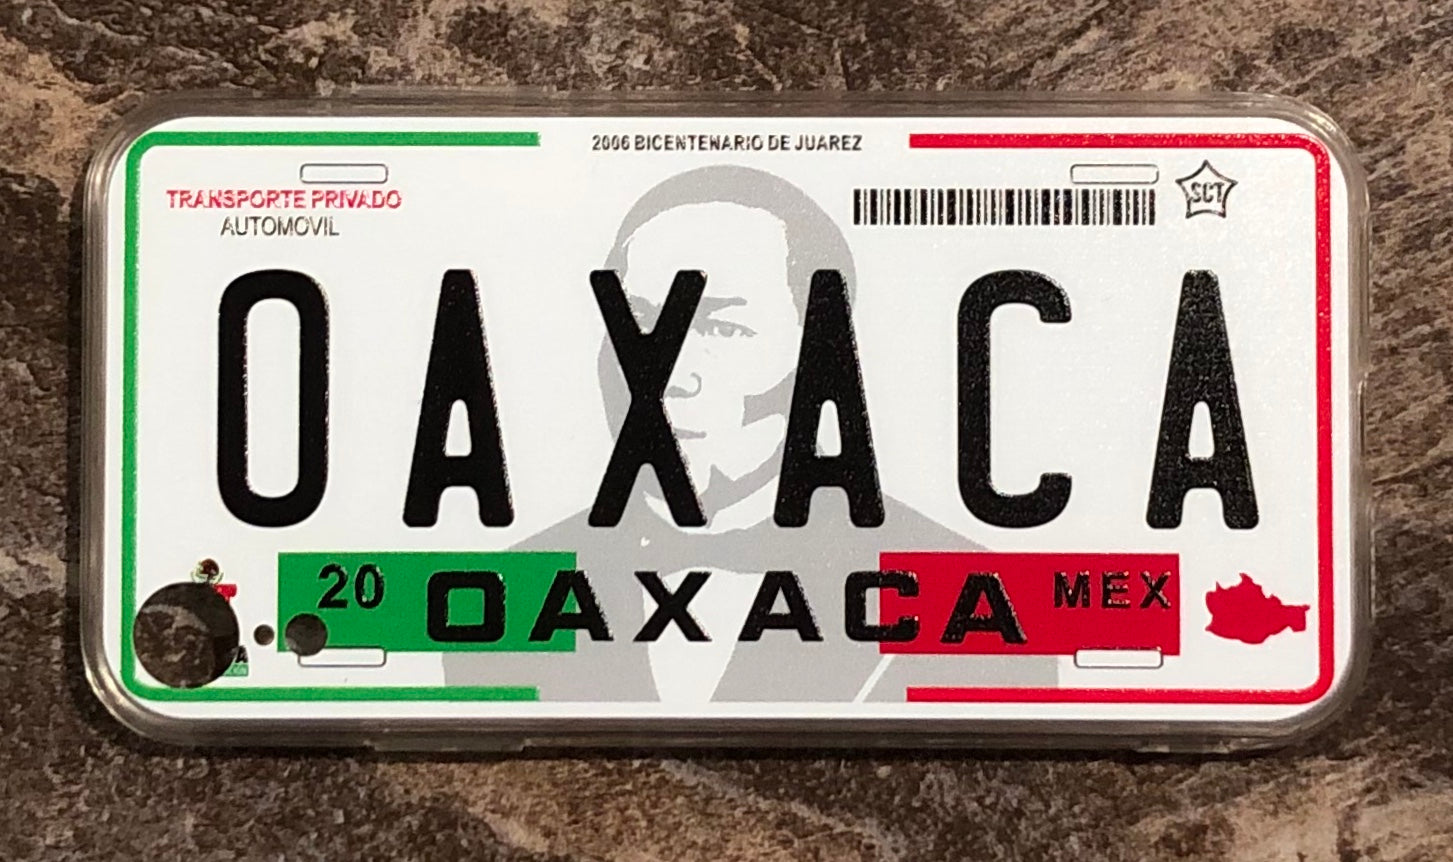 2006 BICENTENARIO DE JUAREZ
TRANSPORTE PRIVADO
AUTOMOVIL
SCT
OAXACA
20 OAXACA MEX